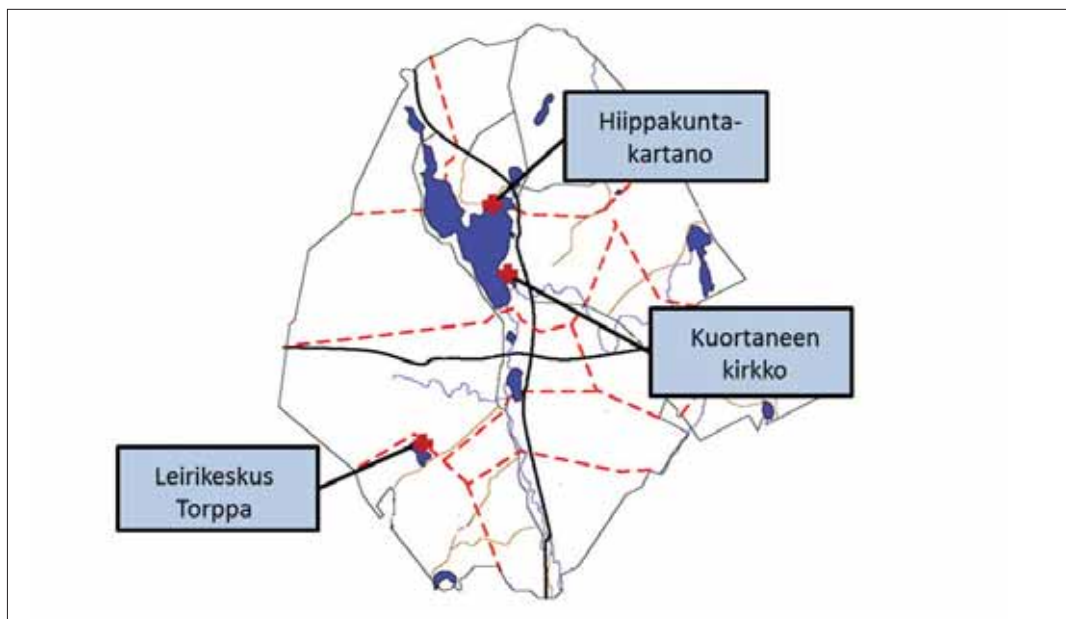 Hiippakunta-
kartano
Kuortaneen
kirkko
Leirikeskus
Torppa